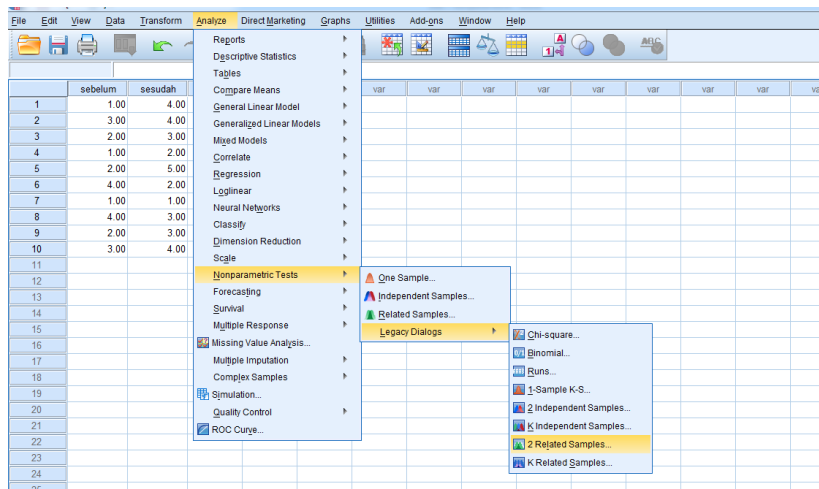 File Edit View Data Transform Analyze Direct Marketing Graphs Utilities Add-ons Window Help
sebelum sesudah var var var var var var var var
1 1.00 4.00
2 3.00 4.00
3 2.00 3.00
4 1.00 2.00
5 2.00 5.00
6 4.00 2.00
7 1.00 1.00
8 4.00 3.00
9 2.00 3.00
10 3.00 4.00
11
12
13
14
15
16
17
18
19
20
21
22
23
24
Reports
Descriptive Statistics
Tables
Compare Means
General Linear Model
Generalized Linear Models
Mixed Models
Correlate
Regression
Loglinear
Neural Networks
Classify
Dimension Reduction
Scale
Nonparametric Tests
Forecasting
Survival
Multiple Response
Missing Value Analysis...
Multiple Imputation
Complex Samples
Simulation...
Quality Control
ROC Curve...
One Sample...
Independent Samples...
Related Samples...
Legacy Dialogs
Chi-square...
Binomial...
Runs...
1-Sample K-S...
2 Independent Samples...
K Independent Samples...
2 Related Samples...
K Related Samples...